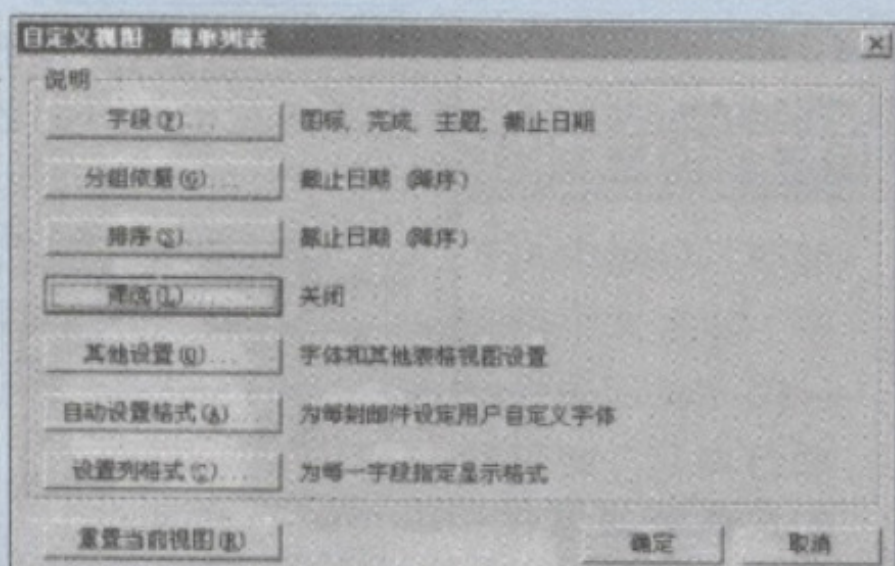 自定义视图: 简单列表
说明
字段(F)... 图标, 完成, 主题, 截止日期
分组依据(G)... 截止日期 (降序)
排序(S)... 截止日期 (降序)
筛选(L)... 关闭
其他设置(O)... 字体和其他表格视图设置
自动设置格式(A)... 为每封邮件设定用户自定义字体
设置列格式(C)... 为每一字段指定显示格式
重置当前视图(R) 确定 取消